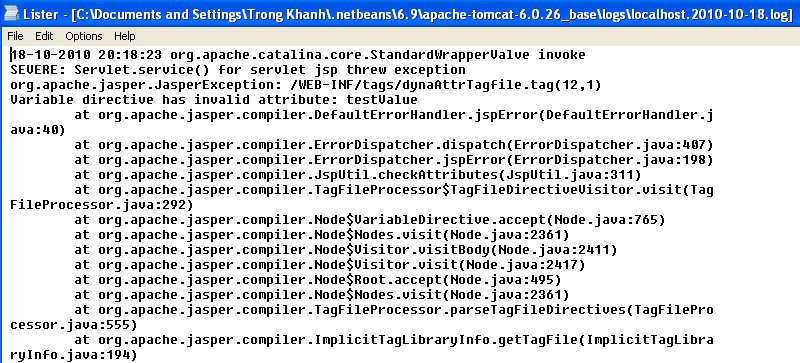 Lister - [C:\Documents and Settings\Trong Khanh\.netbeans\6.9\apache-tomcat-6.0.26_base\logs\localhost.2010-10-18.log]
File Edit Options Help
18-10-2010 20:18:23 org.apache.catalina.core.StandardWrapperValve invoke
SEVERE: Servlet.service() for servlet jsp threw exception
org.apache.jasper.JasperException: /WEB-INF/tags/dynaAttrTagfile.tag(12,1)
Variable directive has invalid attribute: testValue
at org.apache.jasper.compiler.DefaultErrorHandler.jspError(DefaultErrorHandler.j
ava:40)
at org.apache.jasper.compiler.ErrorDispatcher.dispatch(ErrorDispatcher.java:407)
at org.apache.jasper.compiler.ErrorDispatcher.jspError(ErrorDispatcher.java:198)
at org.apache.jasper.compiler.JspUtil.checkAttributes(JspUtil.java:311)
at org.apache.jasper.compiler.TagFileProcessor$TagFileDirectiveVisitor.visit(Tag
FileProcessor.java:292)
at org.apache.jasper.compiler.Node$VariableDirective.accept(Node.java:765)
at org.apache.jasper.compiler.Node$Nodes.visit(Node.java:2361)
at org.apache.jasper.compiler.Node$Visitor.visitBody(Node.java:2411)
at org.apache.jasper.compiler.Node$Visitor.visit(Node.java:2417)
at org.apache.jasper.compiler.Node$Root.accept(Node.java:495)
at org.apache.jasper.compiler.Node$Nodes.visit(Node.java:2361)
at org.apache.jasper.compiler.TagFileProcessor.parseTagFileDirectives(TagFilePro
cessor.java:555)
at org.apache.jasper.compiler.ImplicitTagLibraryInfo.getTagFile(ImplicitTagLibra
ryInfo.java:194)